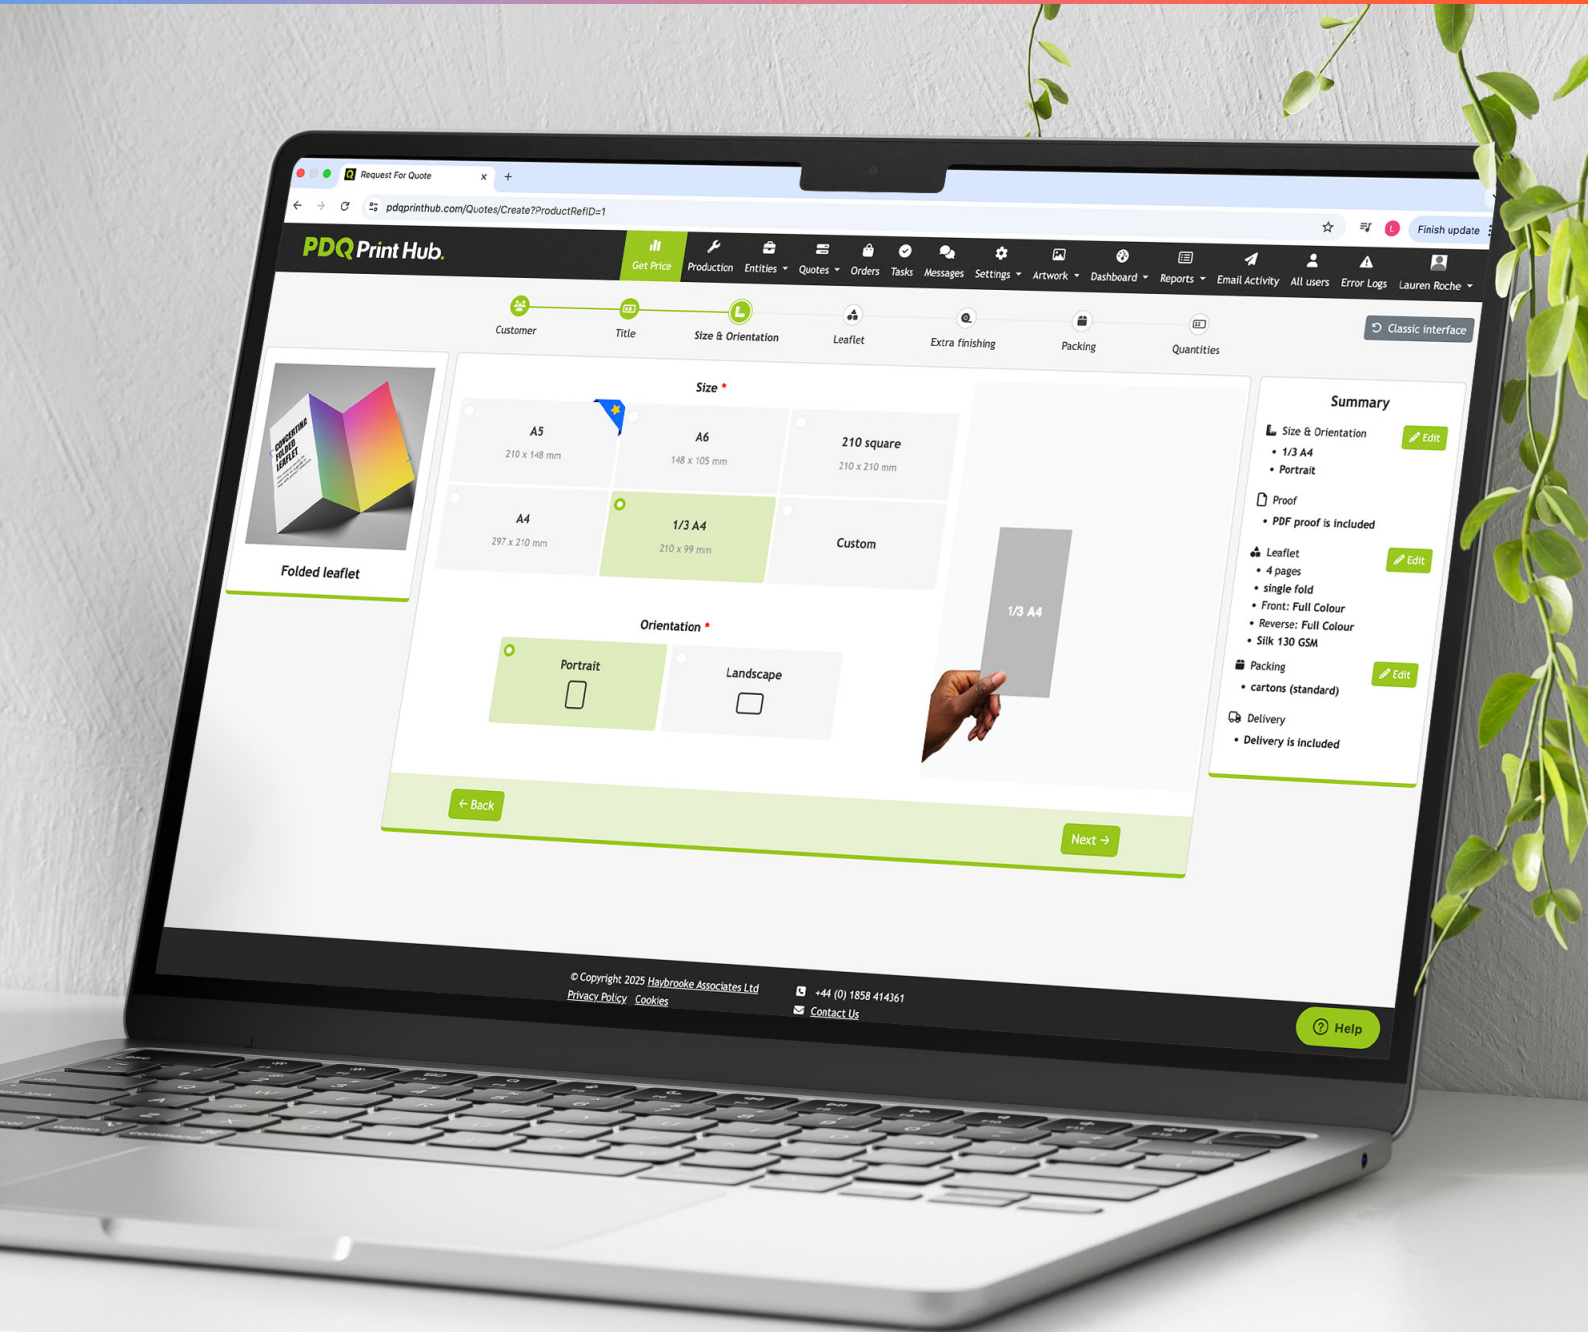 Request For Quote
pdqprinthub.com/Quotes/Create?ProductRefID=1
Finish update
PDQ Print Hub.
Get Price
Production
Entities
Quotes
Orders
Tasks
Messages
Settings
Artwork
Dashboard
Reports
Email Activity
All users
Error Logs
Lauren Roche
Customer
Title
Size & Orientation
Leaflet
Extra finishing
Packing
Quantities
Classic interface
CONCERTINA
FOLDED
LEAFLET
Folded leaflet
Size *
A5
210 x 148 mm
A6
148 x 105 mm
210 square
210 x 210 mm
A4
297 x 210 mm
1/3 A4
210 x 99 mm
Custom
Orientation *
Portrait
Landscape
1/3 A4
← Back
Next →
Summary
Size & Orientation
Edit
• 1/3 A4
• Portrait
Proof
• PDF proof is included
Leaflet
Edit
• 4 pages
• single fold
• Front: Full Colour
• Reverse: Full Colour
• Silk 130 GSM
Packing
Edit
• cartons (standard)
Delivery
• Delivery is included
© Copyright 2025 Haybrooke Associates Ltd
Privacy Policy Cookies
+44 (0) 1858 414361
Contact Us
Help